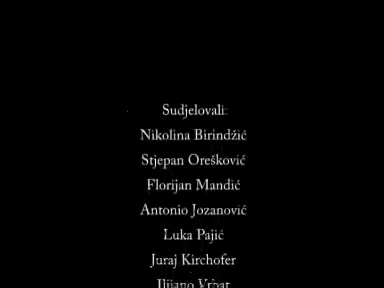 Sudjelovali:
Nikolina Birindžić
Stjepan Orešković
Florijan Mandić
Antonio Jozanović
Luka Pajić
Juraj Kirchofer